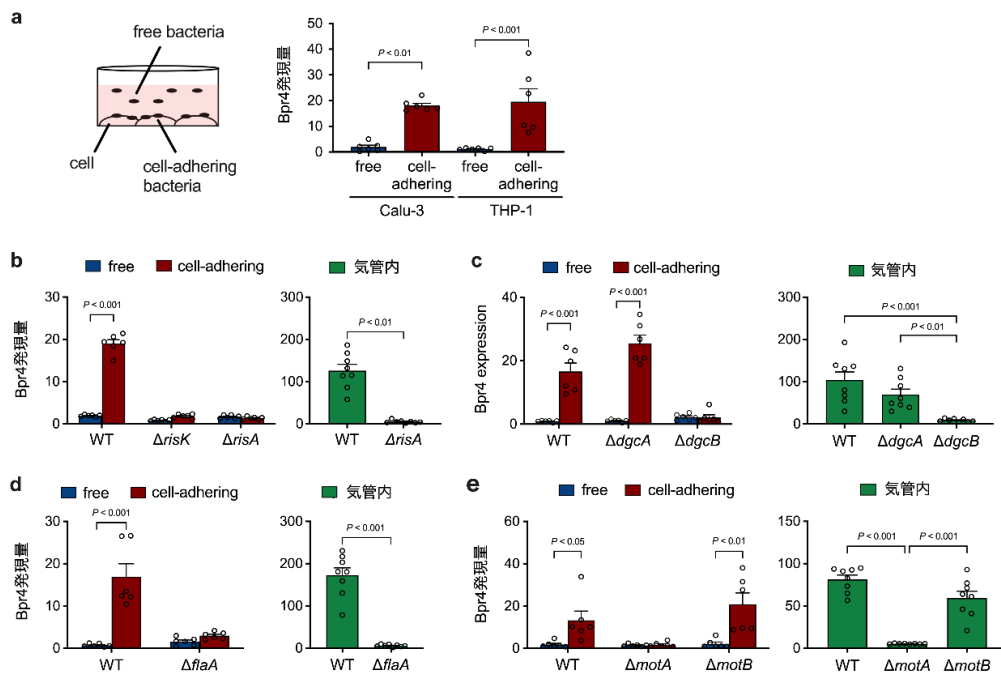 a
free bacteria
cell
cell-adhering
bacteria
Bpr4発現量
50
40
30
20
10
0
P < 0.01
P < 0.001
free
cell-
adhering
free
cell-
adhering
Calu-3
THP-1
b
free
cell-adhering
Bpr4発現量
30
20
10
0
P < 0.001
WT
ΔrisK
ΔrisA
気管内
300
200
100
0
P < 0.01
WT
ΔrisA
c
free
cell-adhering
Bpr4 expression
40
20
0
P < 0.001
P < 0.001
WT
ΔdgcA
ΔdgcB
気管内
300
200
100
0
P < 0.001
P < 0.01
WT
ΔdgcA
ΔdgcB
d
free
cell-adhering
Bpr4発現量
30
20
10
0
P < 0.001
WT
ΔflaA
気管内
300
200
100
0
P < 0.001
WT
ΔflaA
e
free
cell-adhering
Bpr4発現量
60
40
20
0
P < 0.05
P < 0.01
WT
ΔmotA
ΔmotB
気管内
150
100
50
0
P < 0.001
P < 0.001
WT
ΔmotA
ΔmotB